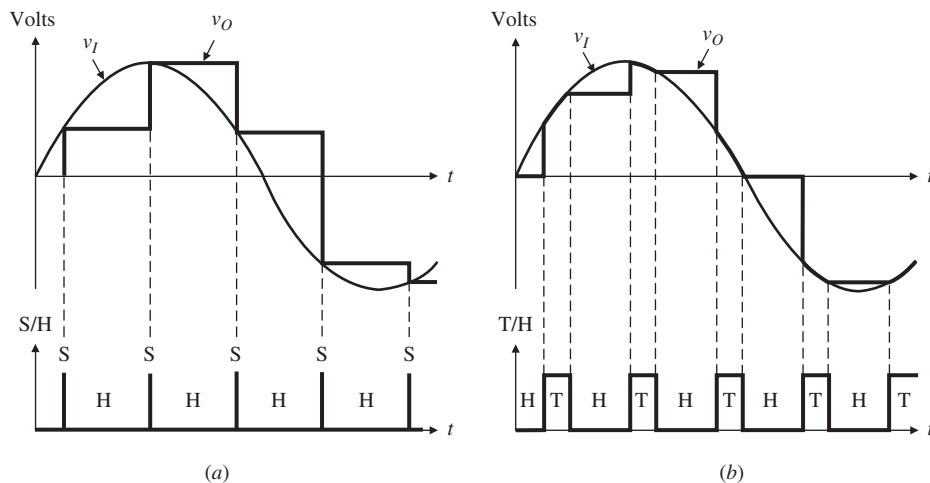 Volts
v_I
v_O
t
S/H
S S S S S
H H H H
t
(a)
Volts
v_I
v_O
t
T/H
H T H T H T H T H T
t
(b)